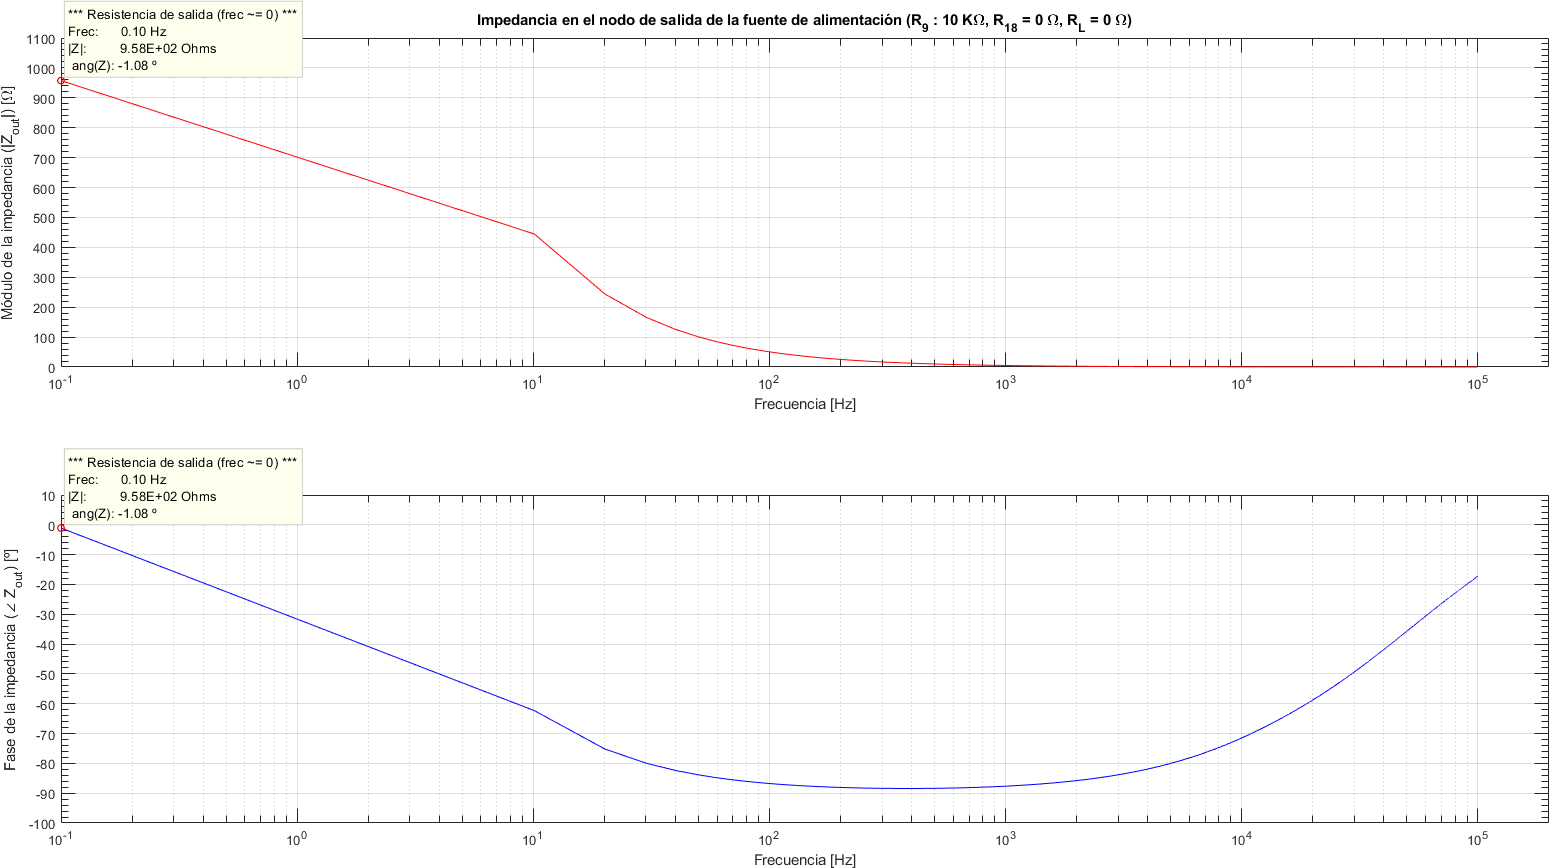 Impedancia en el nodo de salida de la fuente de alimentación (R9 : 10 KΩ, R18 = 0 Ω, RL = 0 Ω)
*** Resistencia de salida (frec ~= 0) ***
Frec: 0.10 Hz
|Z|: 9.58E+02 Ohms
ang(Z): -1.08 º
Módulo de la impedancia (|Zout|) [Ω]
1100
1000
900
800
700
600
500
400
300
200
100
0
10-1 100 101 102 103 104 105
Frecuencia [Hz]
*** Resistencia de salida (frec ~= 0) ***
Frec: 0.10 Hz
|Z|: 9.58E+02 Ohms
ang(Z): -1.08 º
Fase de la impedancia (∠ Zout) [º]
10
0
-10
-20
-30
-40
-50
-60
-70
-80
-90
-100
10-1 100 101 102 103 104 105
Frecuencia [Hz]